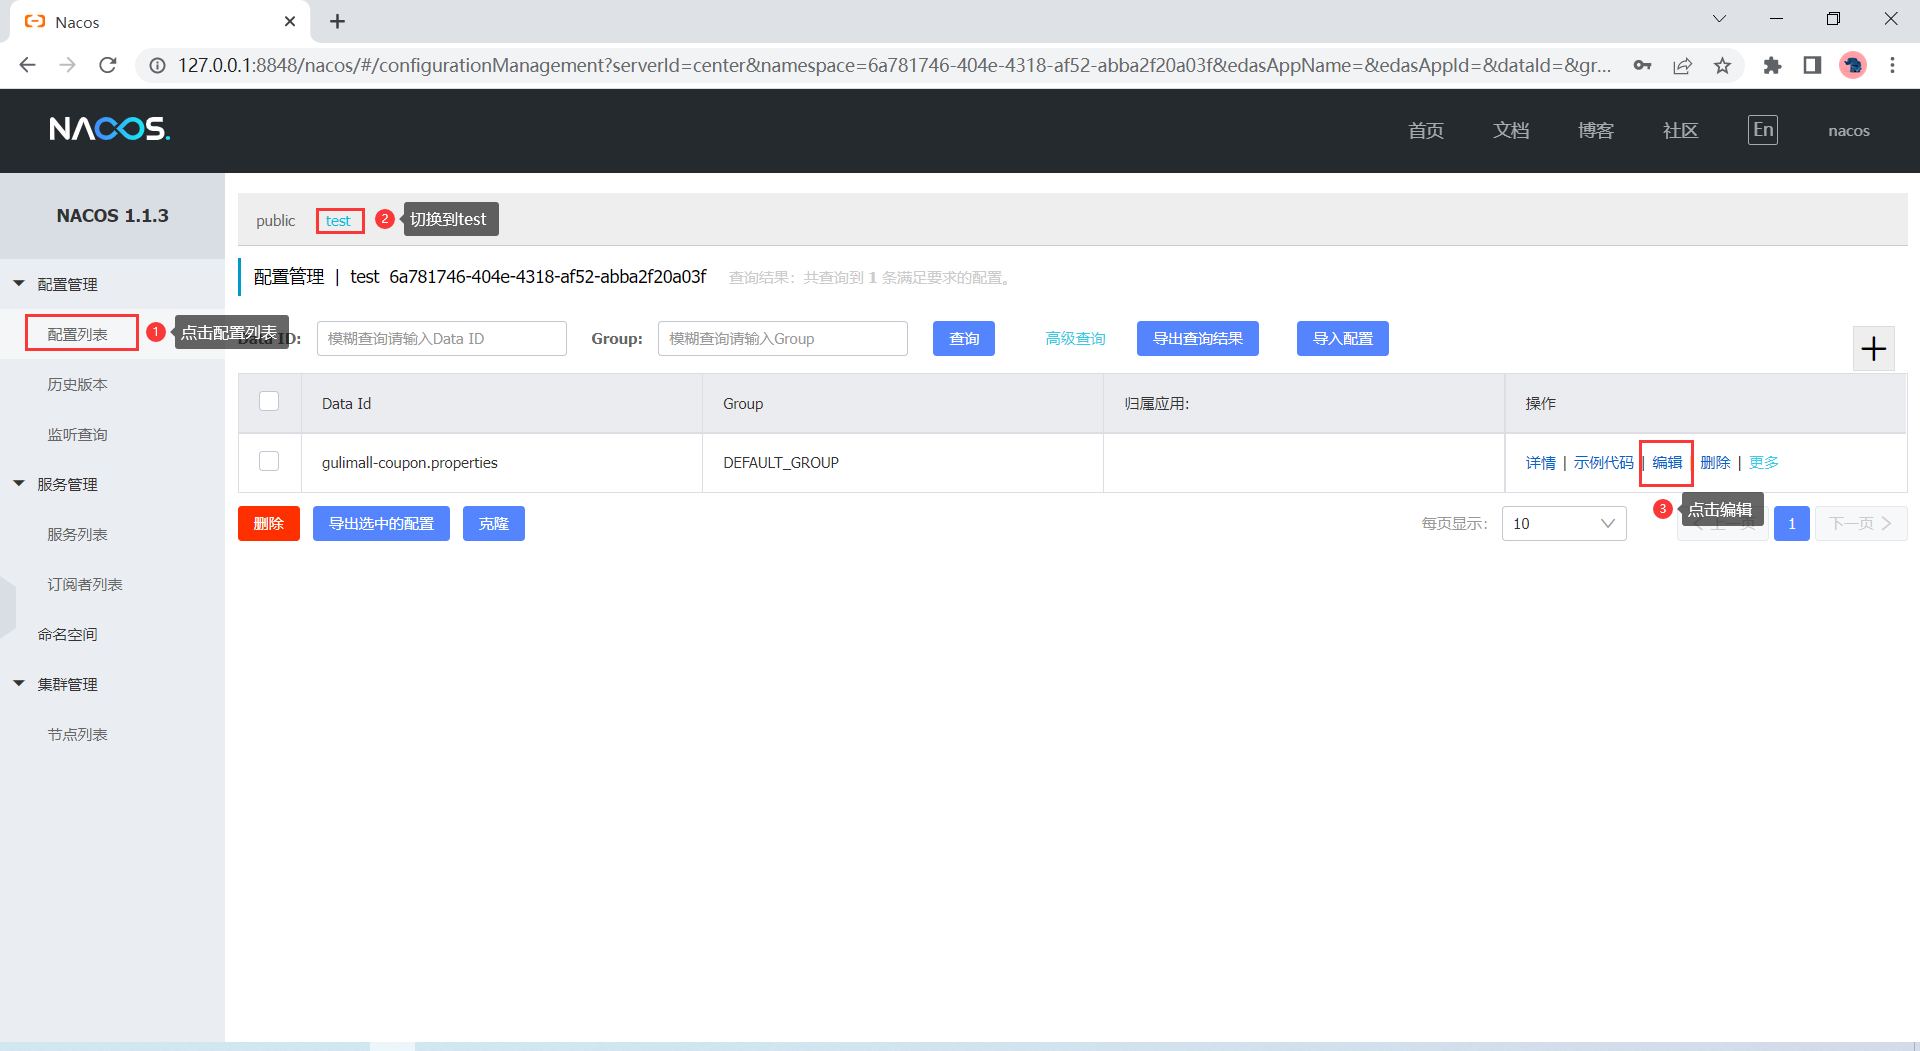 Nacos
127.0.0.1:8848/nacos/#/configurationManagement?serverId=center&namespace=6a781746-404e-4318-af52-abba2f20a03f&edasAppName=&edasAppId=&dataId=&gr...
NACOS.
首页
文档
博客
社区
En
nacos
NACOS 1.1.3
public
test
2
切换到test
配置管理
配置管理 | test 6a781746-404e-4318-af52-abba2f20a03f
查询结果：共查询到 1 条满足要求的配置。
配置列表
1
点击配置列表
ID:
模糊查询请输入Data ID
Group:
模糊查询请输入Group
查询
高级查询
导出查询结果
导入配置
历史版本
监听查询
服务管理
服务列表
订阅者列表
命名空间
集群管理
节点列表
Data Id
Group
归属应用:
操作
gulimall-coupon.properties
DEFAULT_GROUP
详情 | 示例代码 | 编辑 | 删除 | 更多
删除
导出选中的配置
克隆
每页显示:
10
3
点击编辑
上一页
1
下一页